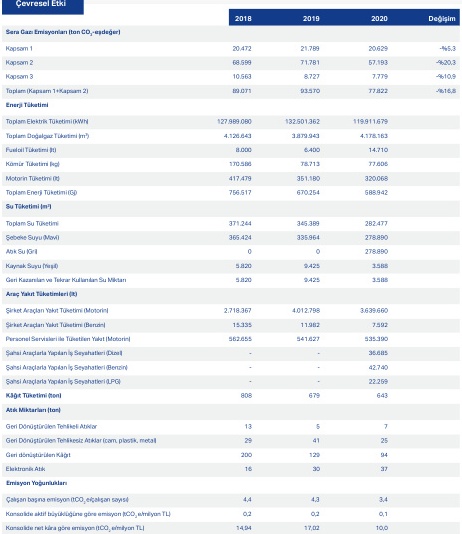 Çevresel Etki
2018 2019 2020 Değişim
Sera Gazı Emisyonları (ton CO₂-eşdeğer)
Kapsam 1 20.472 21.789 20.629 -%5,3
Kapsam 2 68.599 71.781 57.193 -%20,3
Kapsam 3 10.563 8.727 7.779 -%10,9
Toplam (Kapsam 1+Kapsam 2) 89.071 93.570 77.822 -%16,8
Enerji Tüketimi
Toplam Elektrik Tüketimi (kWh) 127.989.080 132.501.362 119.911.679
Toplam Doğalgaz Tüketimi (m³) 4.126.643 3.879.943 4.178.163
Fueloil Tüketimi (lt) 8.000 6.400 14.710
Kömür Tüketimi (kg) 170.586 78.713 77.606
Motorin Tüketimi (lt) 417.479 351.180 320.068
Toplam Enerji Tüketimi (Gj) 756.517 670.254 588.942
Su Tüketimi (m³)
Toplam Su Tüketimi 371.244 345.389 282.477
Şebeke Suyu (Mavi) 365.424 335.964 278.890
Atık Su (Gri) 0 0 278.890
Kaynak Suyu (Yeşil) 5.820 9.425 3.588
Geri Kazanılan ve Tekrar Kullanılan Su Miktarı 5.820 9.425 3.588
Araç Yakıt Tüketimleri (lt)
Şirket Araçları Yakıt Tüketimi (Motorin) 2.718.367 4.012.798 3.639.660
Şirket Araçları Yakıt Tüketimi (Benzin) 15.335 11.982 7.592
Personel Servisleri ile Tüketilen Yakıt (Motorin) 562.655 541.627 535.390
Şahsi Araçlarla Yapılan İş Seyahatleri (Dizel) - - 36.685
Şahsi Araçlarla Yapılan İş Seyahatleri (Benzin) - - 42.740
Şahsi Araçlarla Yapılan İş Seyahatleri (LPG) - - 22.259
Kâğıt Tüketimi (ton) 808 679 643
Atık Miktarları (ton)
Geri Dönüştürülen Tehlikeli Atıklar 13 5 7
Geri Dönüştürülen Tehlikesiz Atıklar (cam, plastik, metal) 29 41 25
Geri dönüştürülen Kâğıt 200 129 94
Elektronik Atık 16 30 37
Emisyon Yoğunlukları
Çalışan başına emisyon (tCO₂e/çalışan sayısı) 4,4 4,3 3,4
Konsolide aktif büyüklüğüne göre emisyon (tCO₂e/milyon TL) 0,2 0,2 0,1
Konsolide net kâra göre emisyon (tCO₂e/milyon TL) 14,94 17,02 10,0